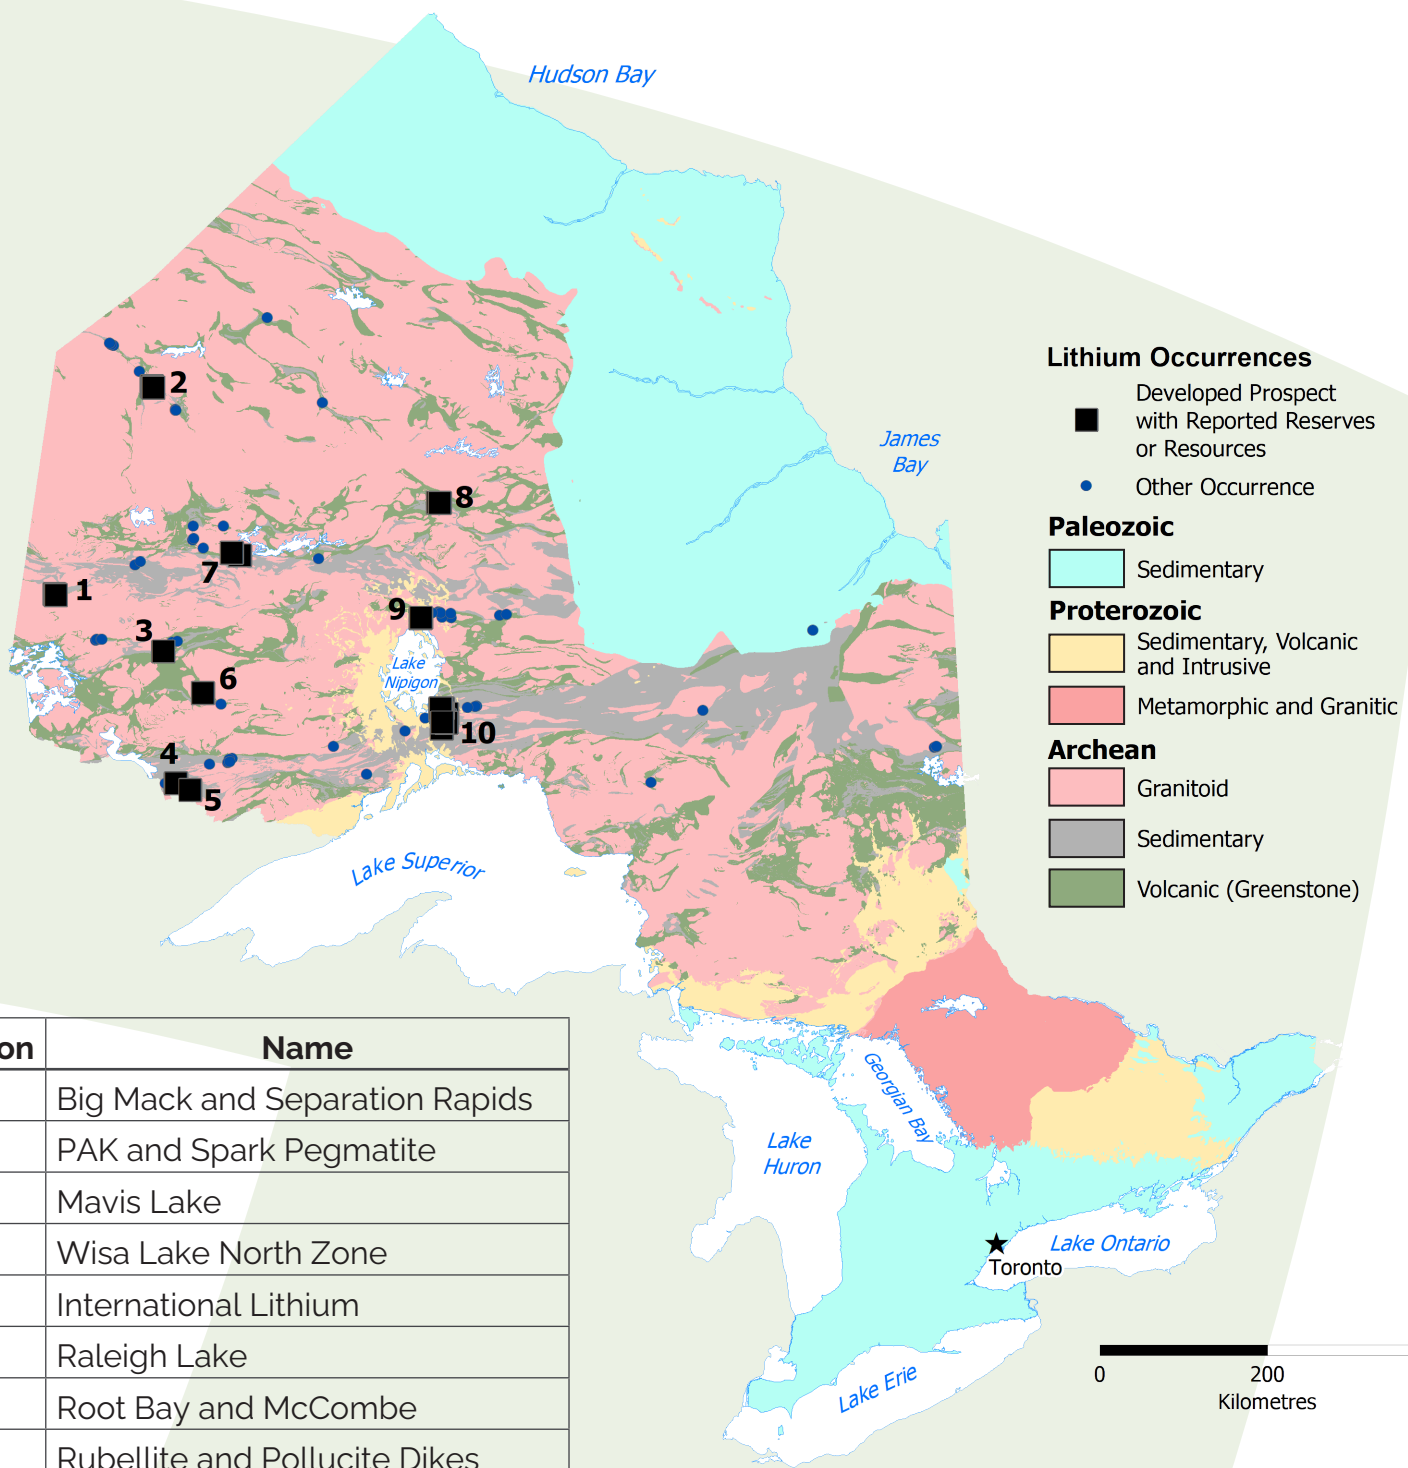 Hudson Bay
James
Bay
2
8
7
1
9
3
6
Lake
Nipigon
10
4
5
Lake Superior
Georgian Bay
Lake
Huron
Lake Ontario
Toronto
Lake Erie
Lithium Occurrences
Developed Prospect
with Reported Reserves
or Resources
Other Occurrence
Paleozoic
Sedimentary
Proterozoic
Sedimentary, Volcanic
and Intrusive
Metamorphic and Granitic
Archean
Granitoid
Sedimentary
Volcanic (Greenstone)
0 200
Kilometres
on Name
Big Mack and Separation Rapids
PAK and Spark Pegmatite
Mavis Lake
Wisa Lake North Zone
International Lithium
Raleigh Lake
Root Bay and McCombe
Rubellite and Pollucite Dikes